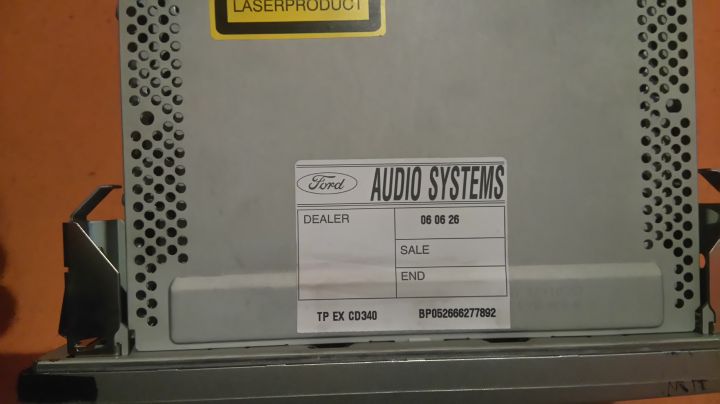 LASERPRODUCT
Ford AUDIO SYSTEMS
DEALER 06 06 26
SALE
END
TP EX CD340 BP052666277892